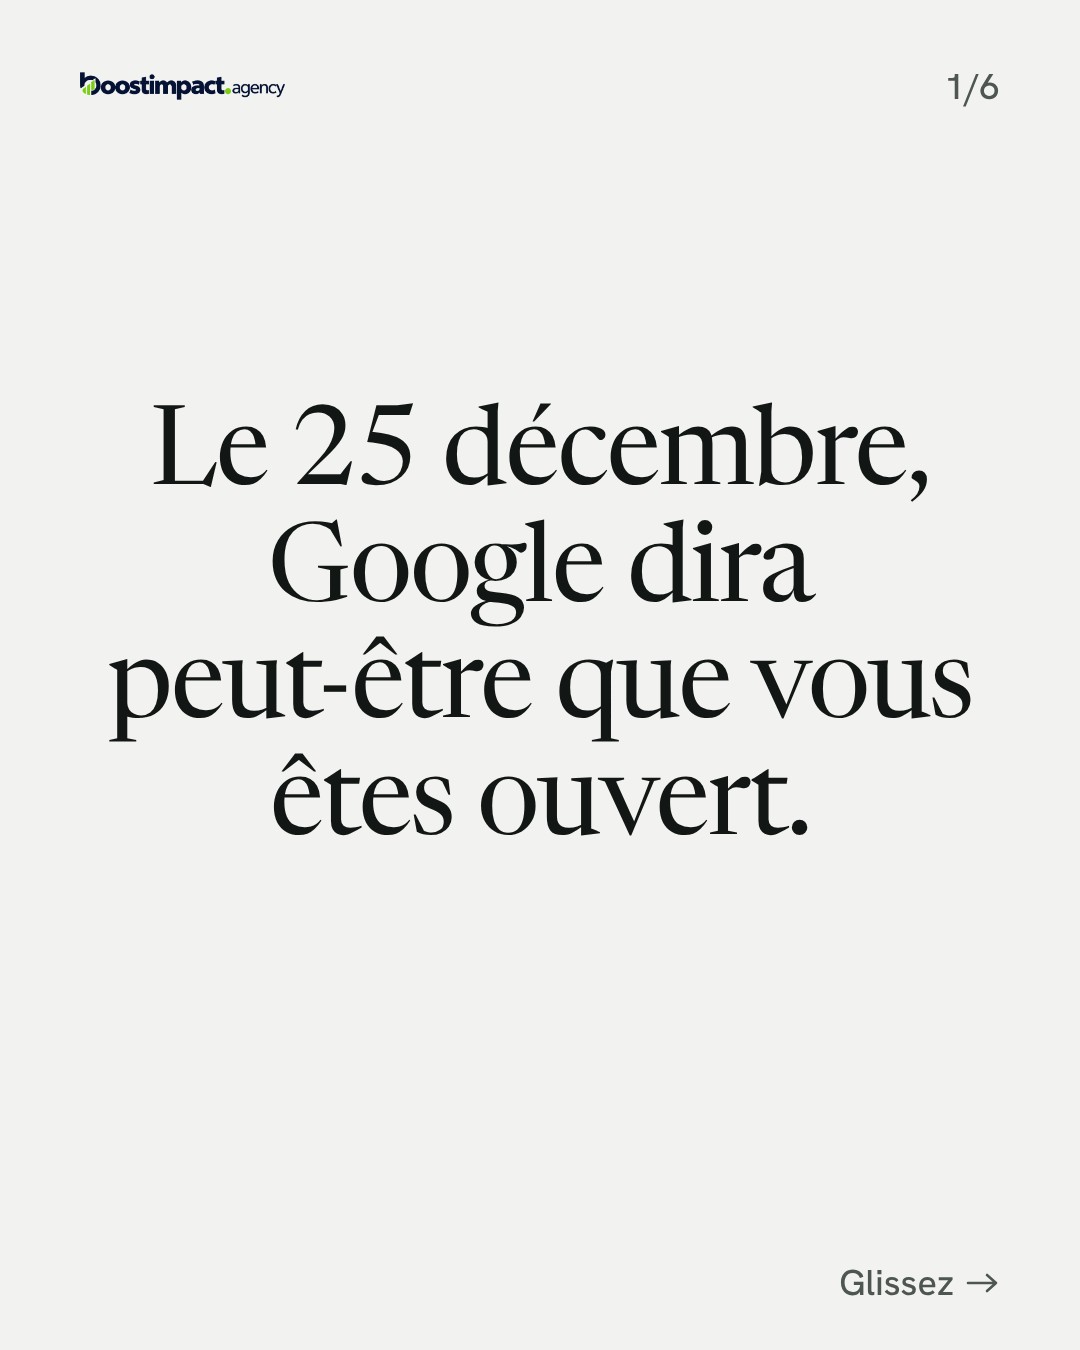 boostimpact.agency
1/6
Le 25 décembre,
Google dira
peut-être que vous
êtes ouvert.
Glissez →